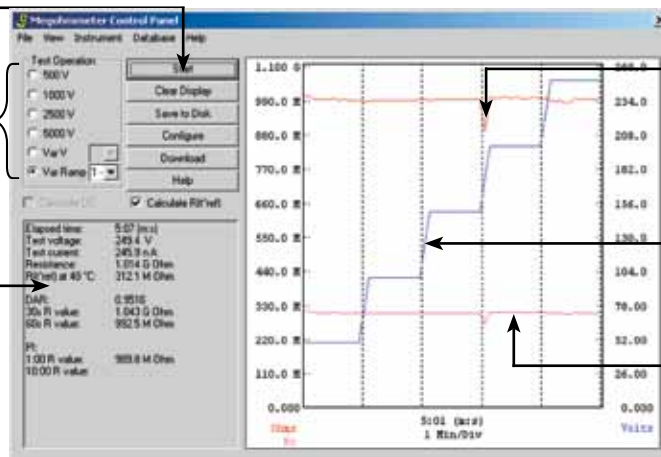 Megohmmeter Control Panel
File View Instrument Database Help
Test Operation
500 V
1000 V
2500 V
5000 V
Var V
Var Ramp 1
Start
Clear Display
Save to Disk
Configure
Download
Help
Calculate R(t°ref)
Elapsed time: 5:07 (m:s)
Test voltage: 249.4 V
Test current: 245.9 nA
Resistance: 1.014 G Ohm
R(t°ref) at 40 °C: 312.1 M Ohm
DAR: 0.9516
30s R value: 1.043 G Ohm
60s R value: 992.5 M Ohm
PI:
1:00 R value: 989.8 M Ohm
10:00 R value:
1.100 G
990.0 M
880.0 M
770.0 M
660.0 M
550.0 M
440.0 M
330.0 M
220.0 M
110.0 M
0.000
260.0
234.0
208.0
182.0
156.0
130.0
104.0
78.00
52.00
26.00
0.000
Ohms
Rc
5:01 (m:s)
1 Min/Div
Volts